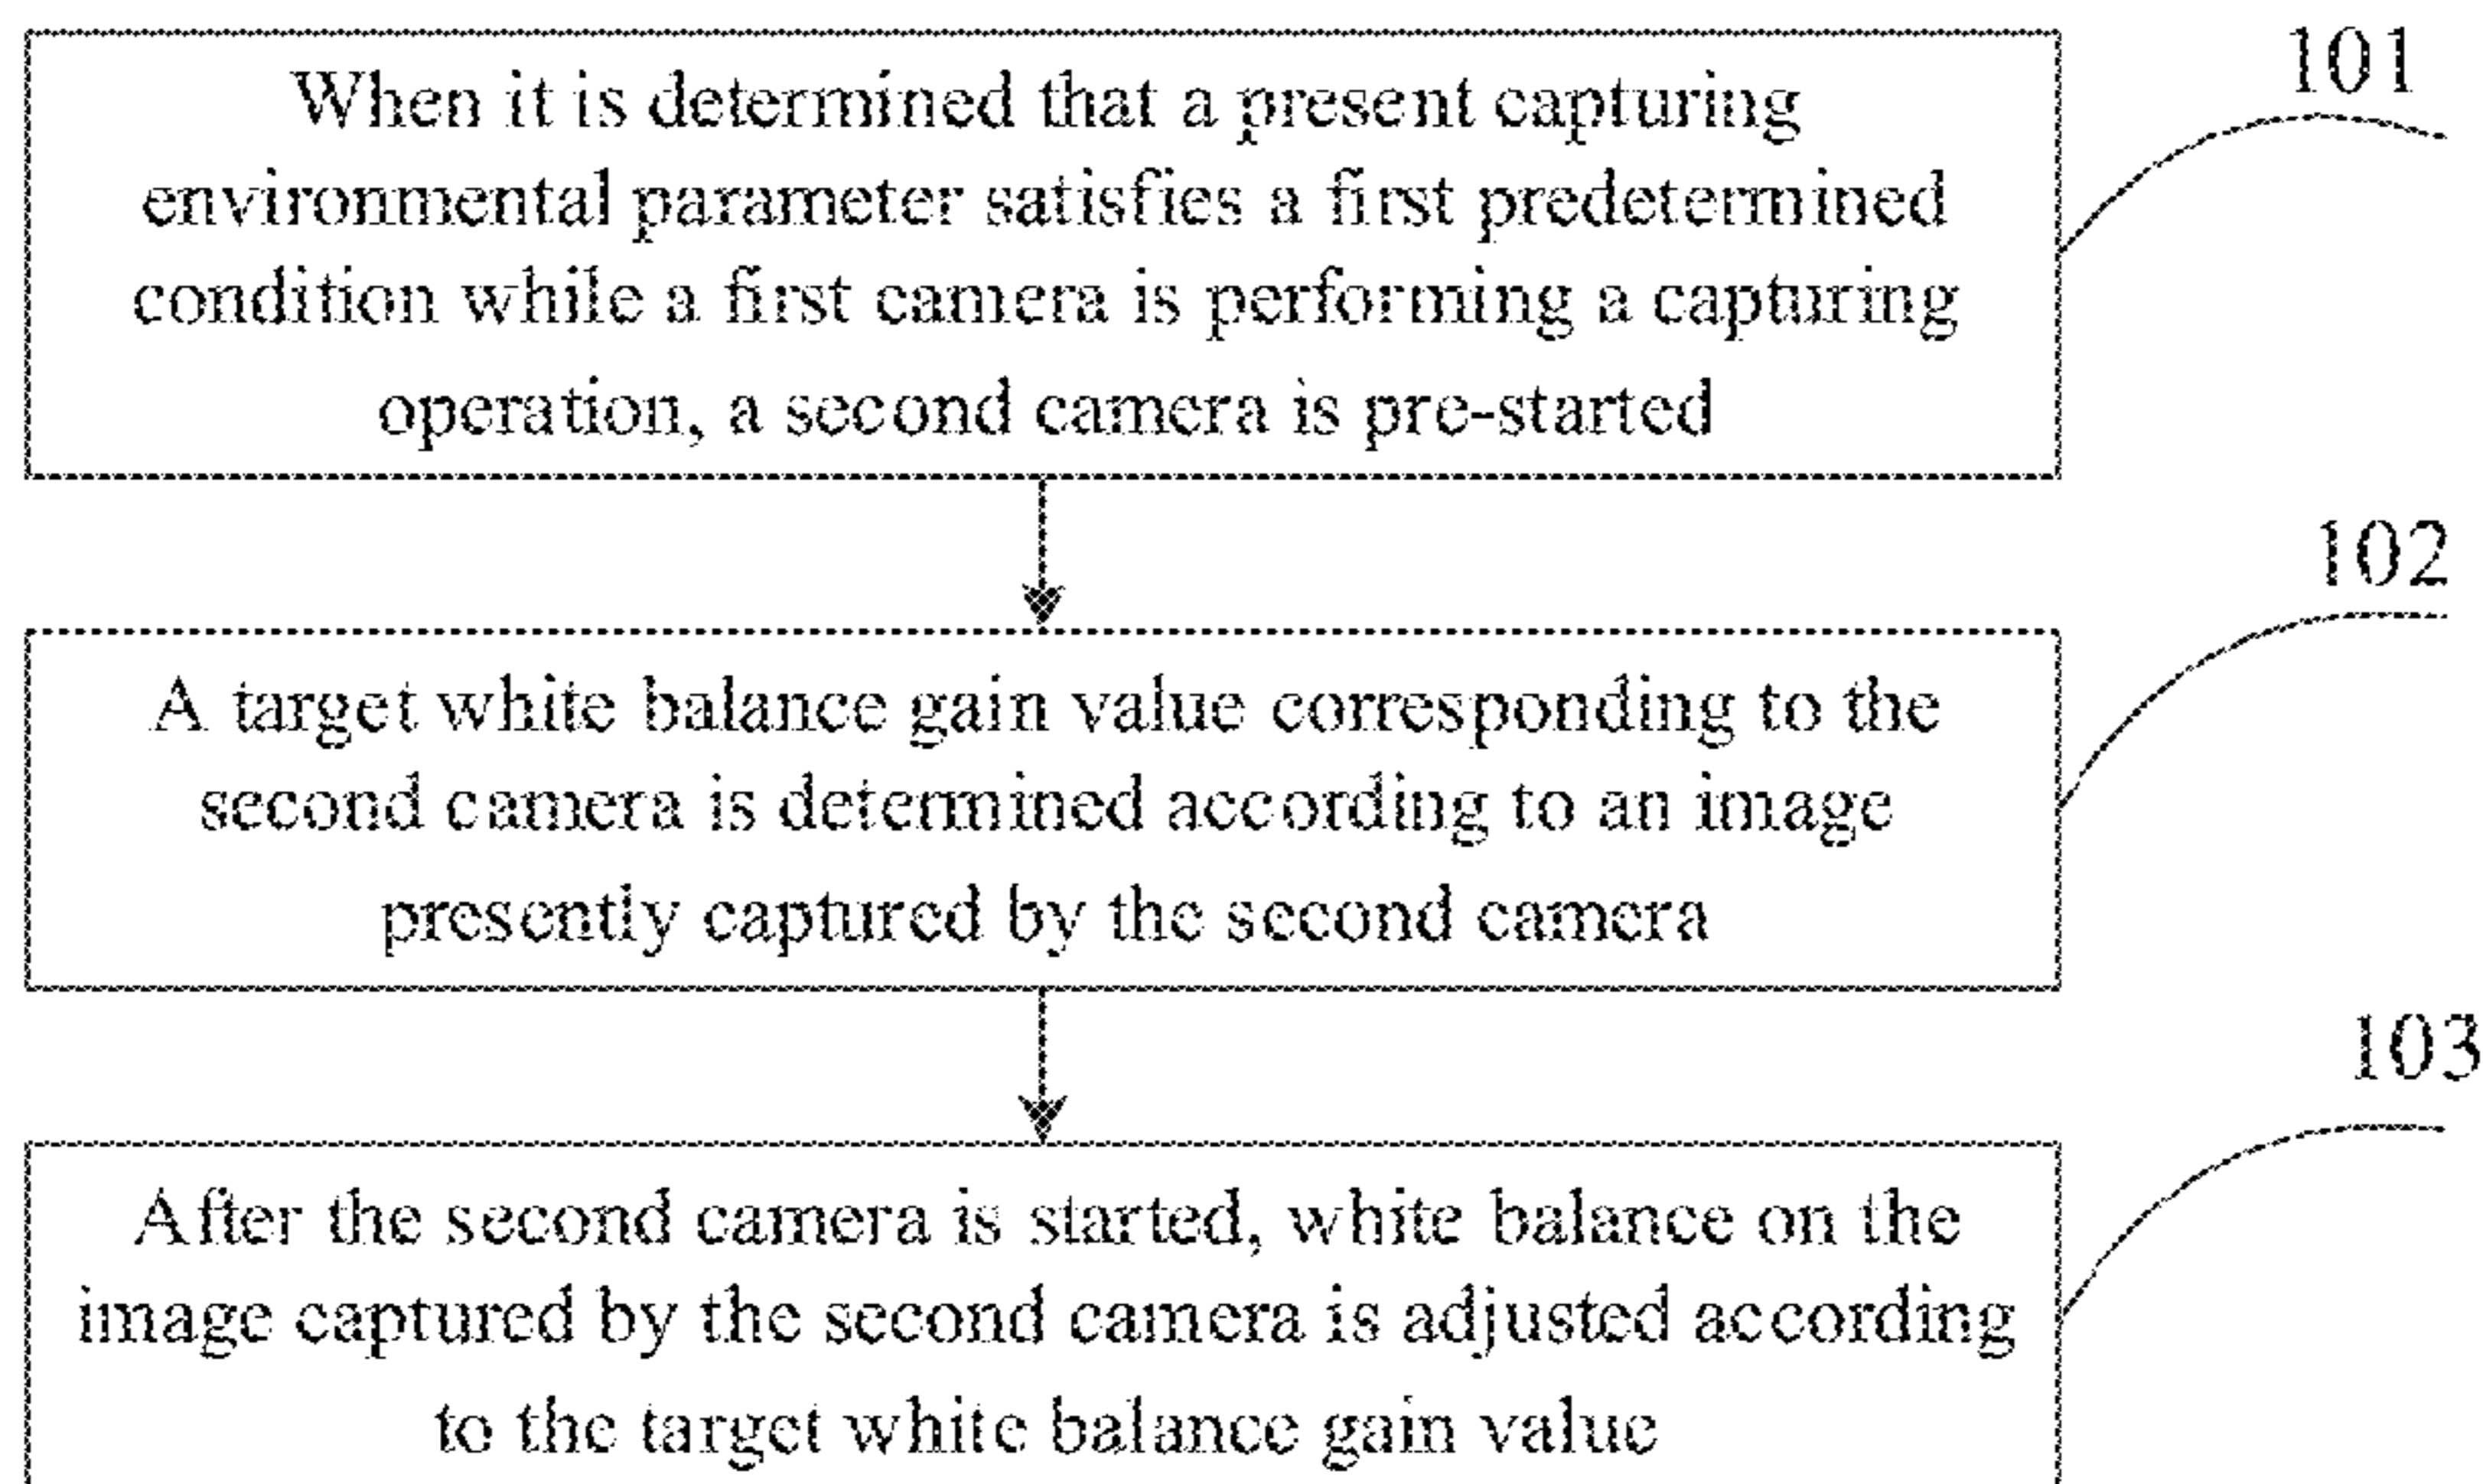 When it is determined that a present capturing
environmental parameter satisfies a first predetermined
condition while a first camera is performing a capturing
operation, a second camera is pre-started
101
A target white balance gain value corresponding to the
second camera is determined according to an image
presently captured by the second camera
102
After the second camera is started, white balance on the
image captured by the second camera is adjusted according
to the target white balance gain value
103